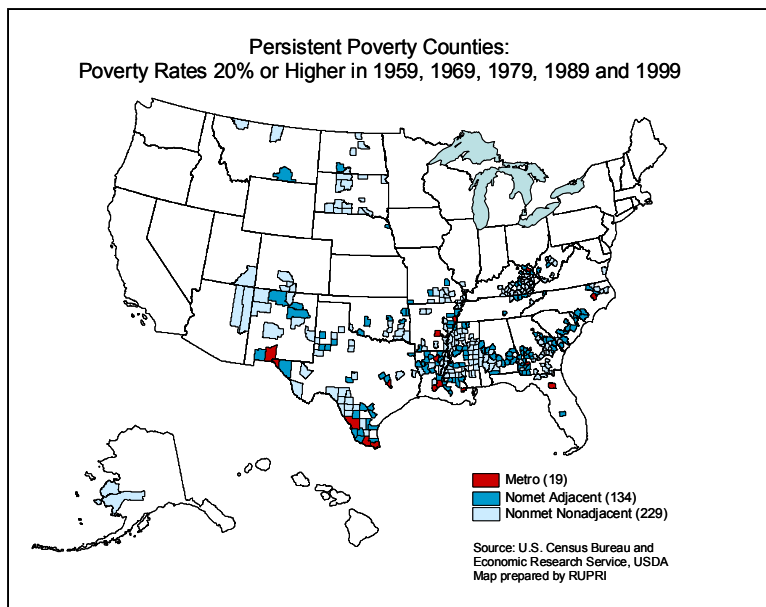 Persistent Poverty Counties:
Poverty Rates 20% or Higher in 1959, 1969, 1979, 1989 and 1999
Metro (19)
Nomet Adjacent (134)
Nonmet Nonadjacent (229)
Source: U.S. Census Bureau and
Economic Research Service, USDA
Map prepared by RUPRI